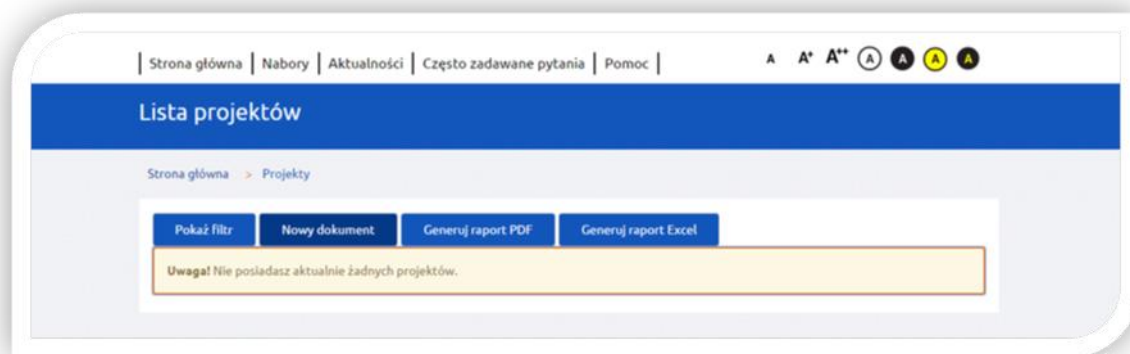 Strona główna | Nabory | Aktualności | Często zadawane pytania | Pomoc | A A+ A++ A A A A
Lista projektów
Strona główna > Projekty
Pokaż filtr Nowy dokument Generuj raport PDF Generuj raport Excel
Uwaga! Nie posiadasz aktualnie żadnych projektów.